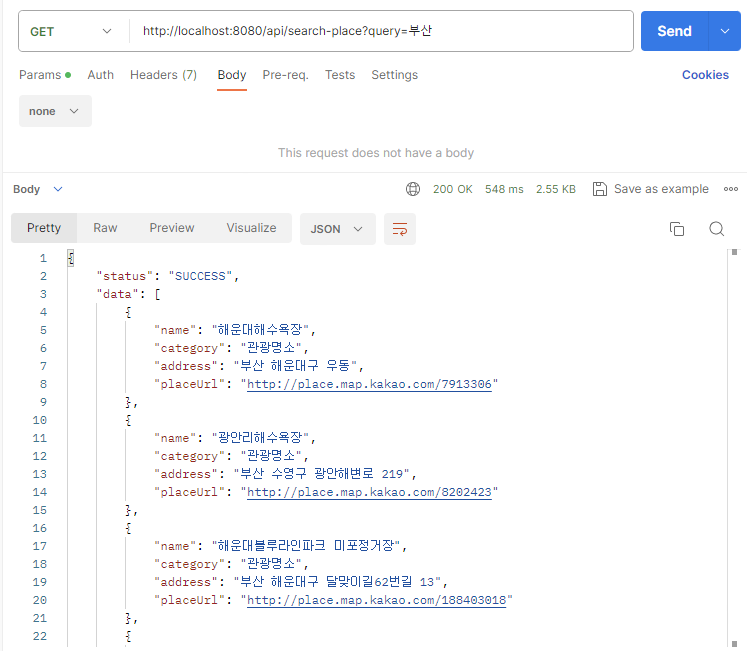 GET http://localhost:8080/api/search-place?query=부산 Send
Params Auth Headers (7) Body Pre-req. Tests Settings Cookies
none
This request does not have a body
Body 200 OK 548 ms 2.55 KB Save as example
Pretty Raw Preview Visualize JSON
1 {
2 "status": "SUCCESS",
3 "data": [
4 {
5 "name": "해운대해수욕장",
6 "category": "관광명소",
7 "address": "부산 해운대구 우동",
8 "placeUrl": "http://place.map.kakao.com/7913306"
9 },
10 {
11 "name": "광안리해수욕장",
12 "category": "관광명소",
13 "address": "부산 수영구 광안해변로 219",
14 "placeUrl": "http://place.map.kakao.com/8202423"
15 },
16 {
17 "name": "해운대블루라인파크 미포정거장",
18 "category": "관광명소",
19 "address": "부산 해운대구 달맞이길62번길 13",
20 "placeUrl": "http://place.map.kakao.com/188403018"
21 },
22 {